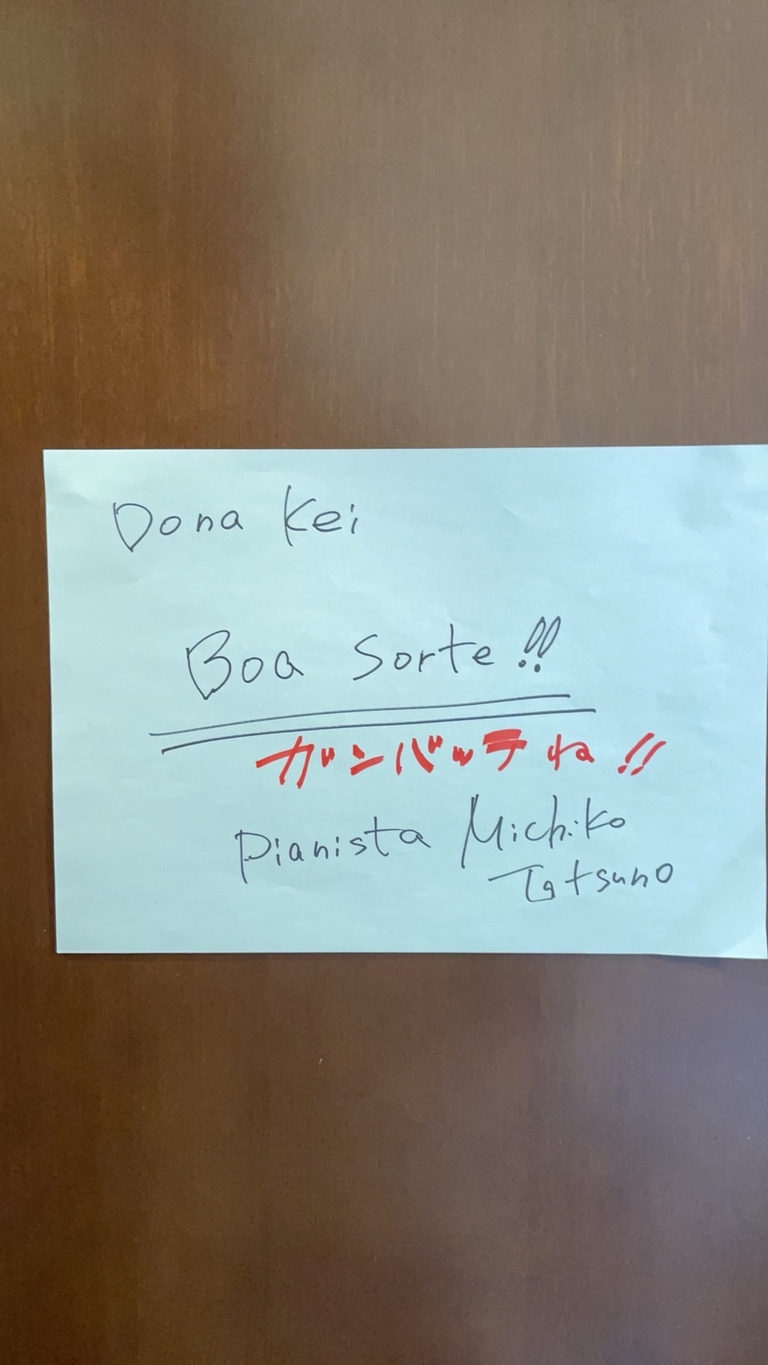 Dona Kei
Boa Sorte!!
ガンバッテね!!
Pianista Michiko
Tatsuno